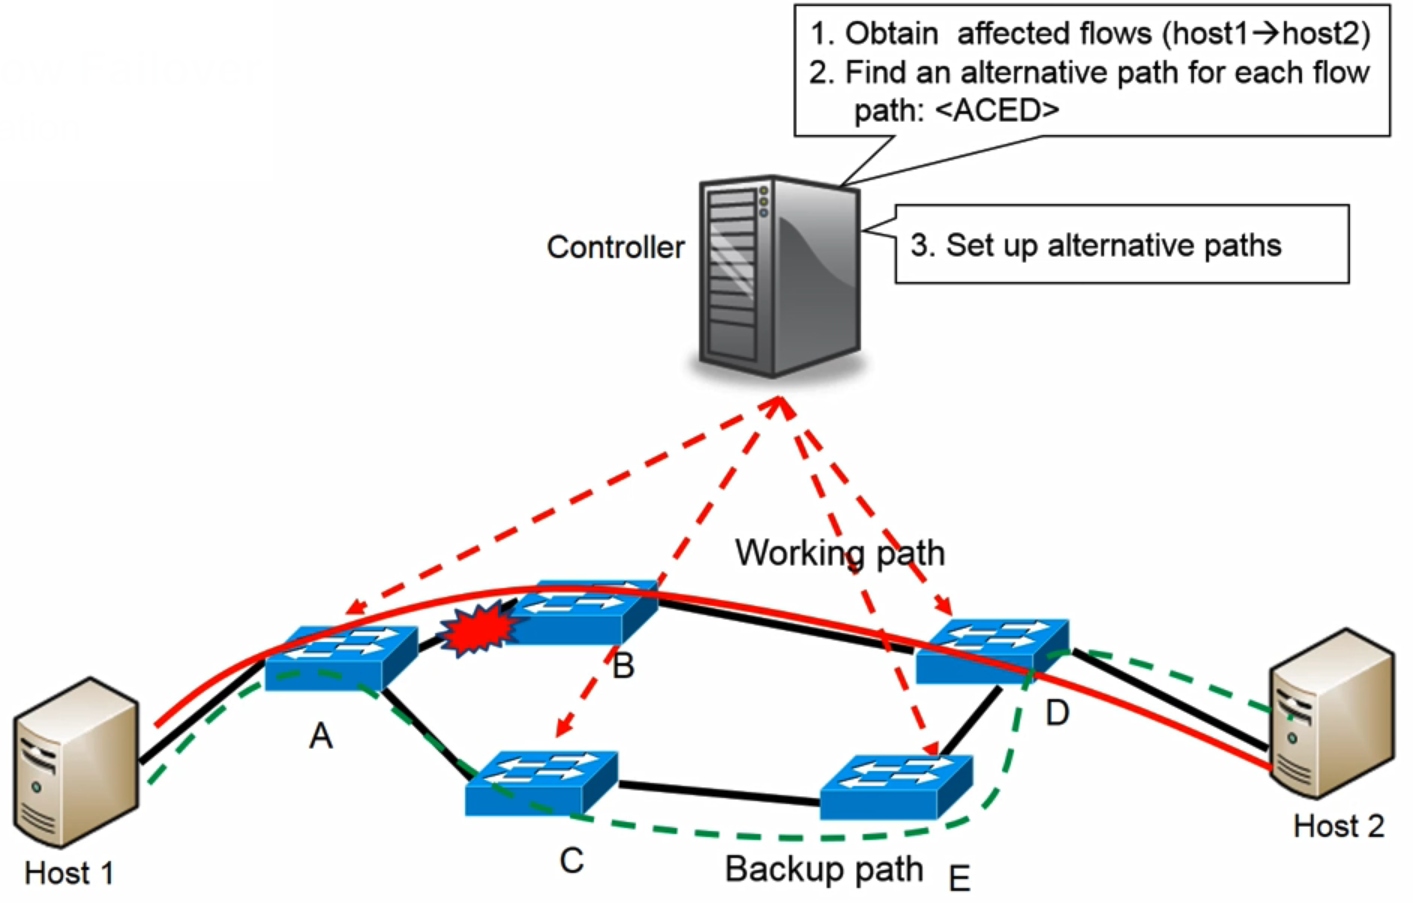 1. Obtain affected flows (host1→host2)
2. Find an alternative path for each flow
path: <ACED>
Controller
3. Set up alternative paths
Working path
B
A
D
C
Backup path
E
Host 1
Host 2